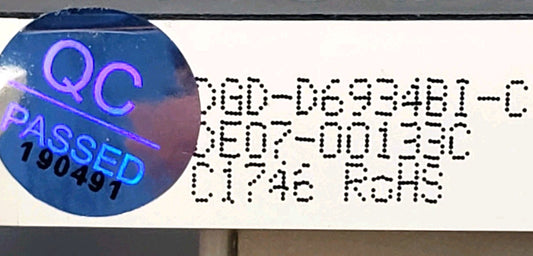 QC
PASSED
190491
DGD-D6934BI-C
DE07-00133C
C1746 RoHS